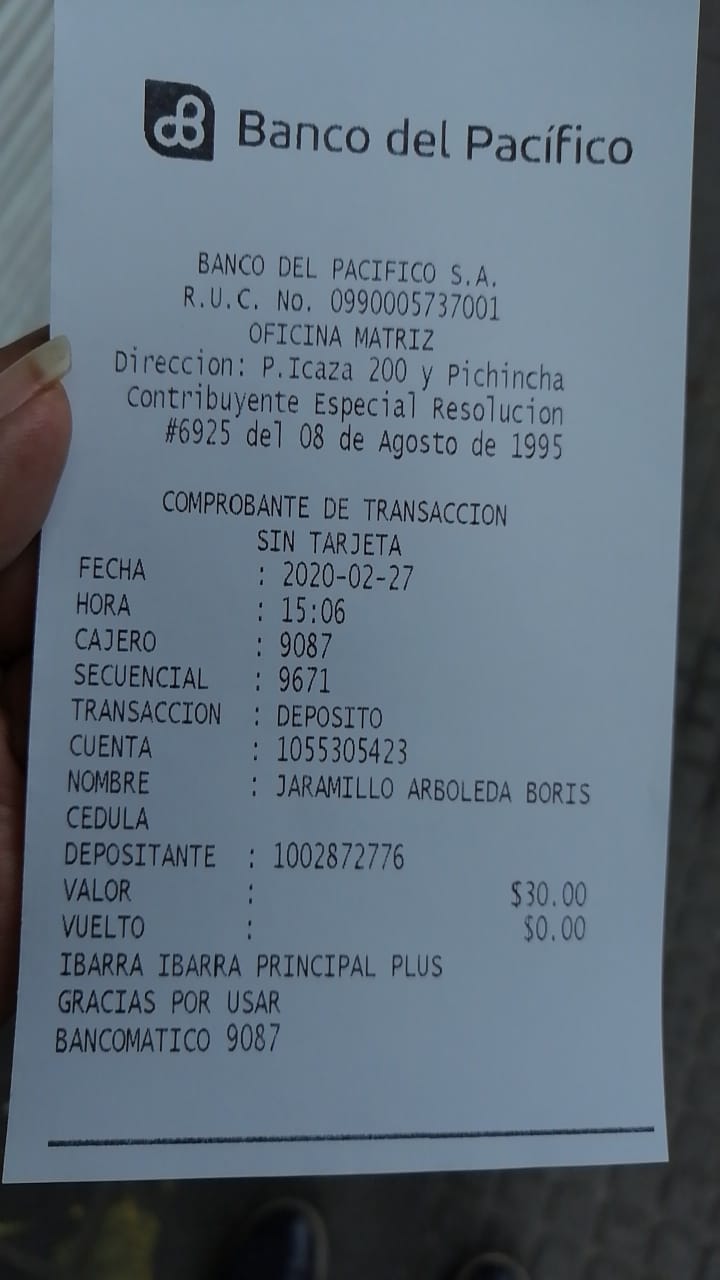 Banco del Pacífico
BANCO DEL PACIFICO S.A.
R.U.C. No. 0990005737001
OFICINA MATRIZ
Direccion: P.Icaza 200 y Pichincha
Contribuyente Especial Resolucion
#6925 del 08 de Agosto de 1995
COMPROBANTE DE TRANSACCION
SIN TARJETA
FECHA : 2020-02-27
HORA : 15:06
CAJERO : 9087
SECUENCIAL : 9671
TRANSACCION : DEPOSITO
CUENTA : 1055305423
NOMBRE : JARAMILLO ARBOLEDA BORIS
CEDULA
DEPOSITANTE : 1002872776
VALOR : $30.00
VUELTO : $0.00
IBARRA IBARRA PRINCIPAL PLUS
GRACIAS POR USAR
BANCOMATICO 9087